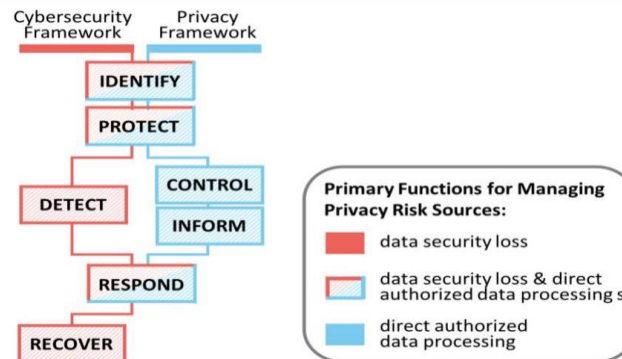 Cybersecurity Framework
Privacy Framework
IDENTIFY
PROTECT
CONTROL
DETECT
INFORM
RESPOND
RECOVER
Primary Functions for Managing
Privacy Risk Sources:
data security loss
data security loss & direct
authorized data processing s
direct authorized
data processing